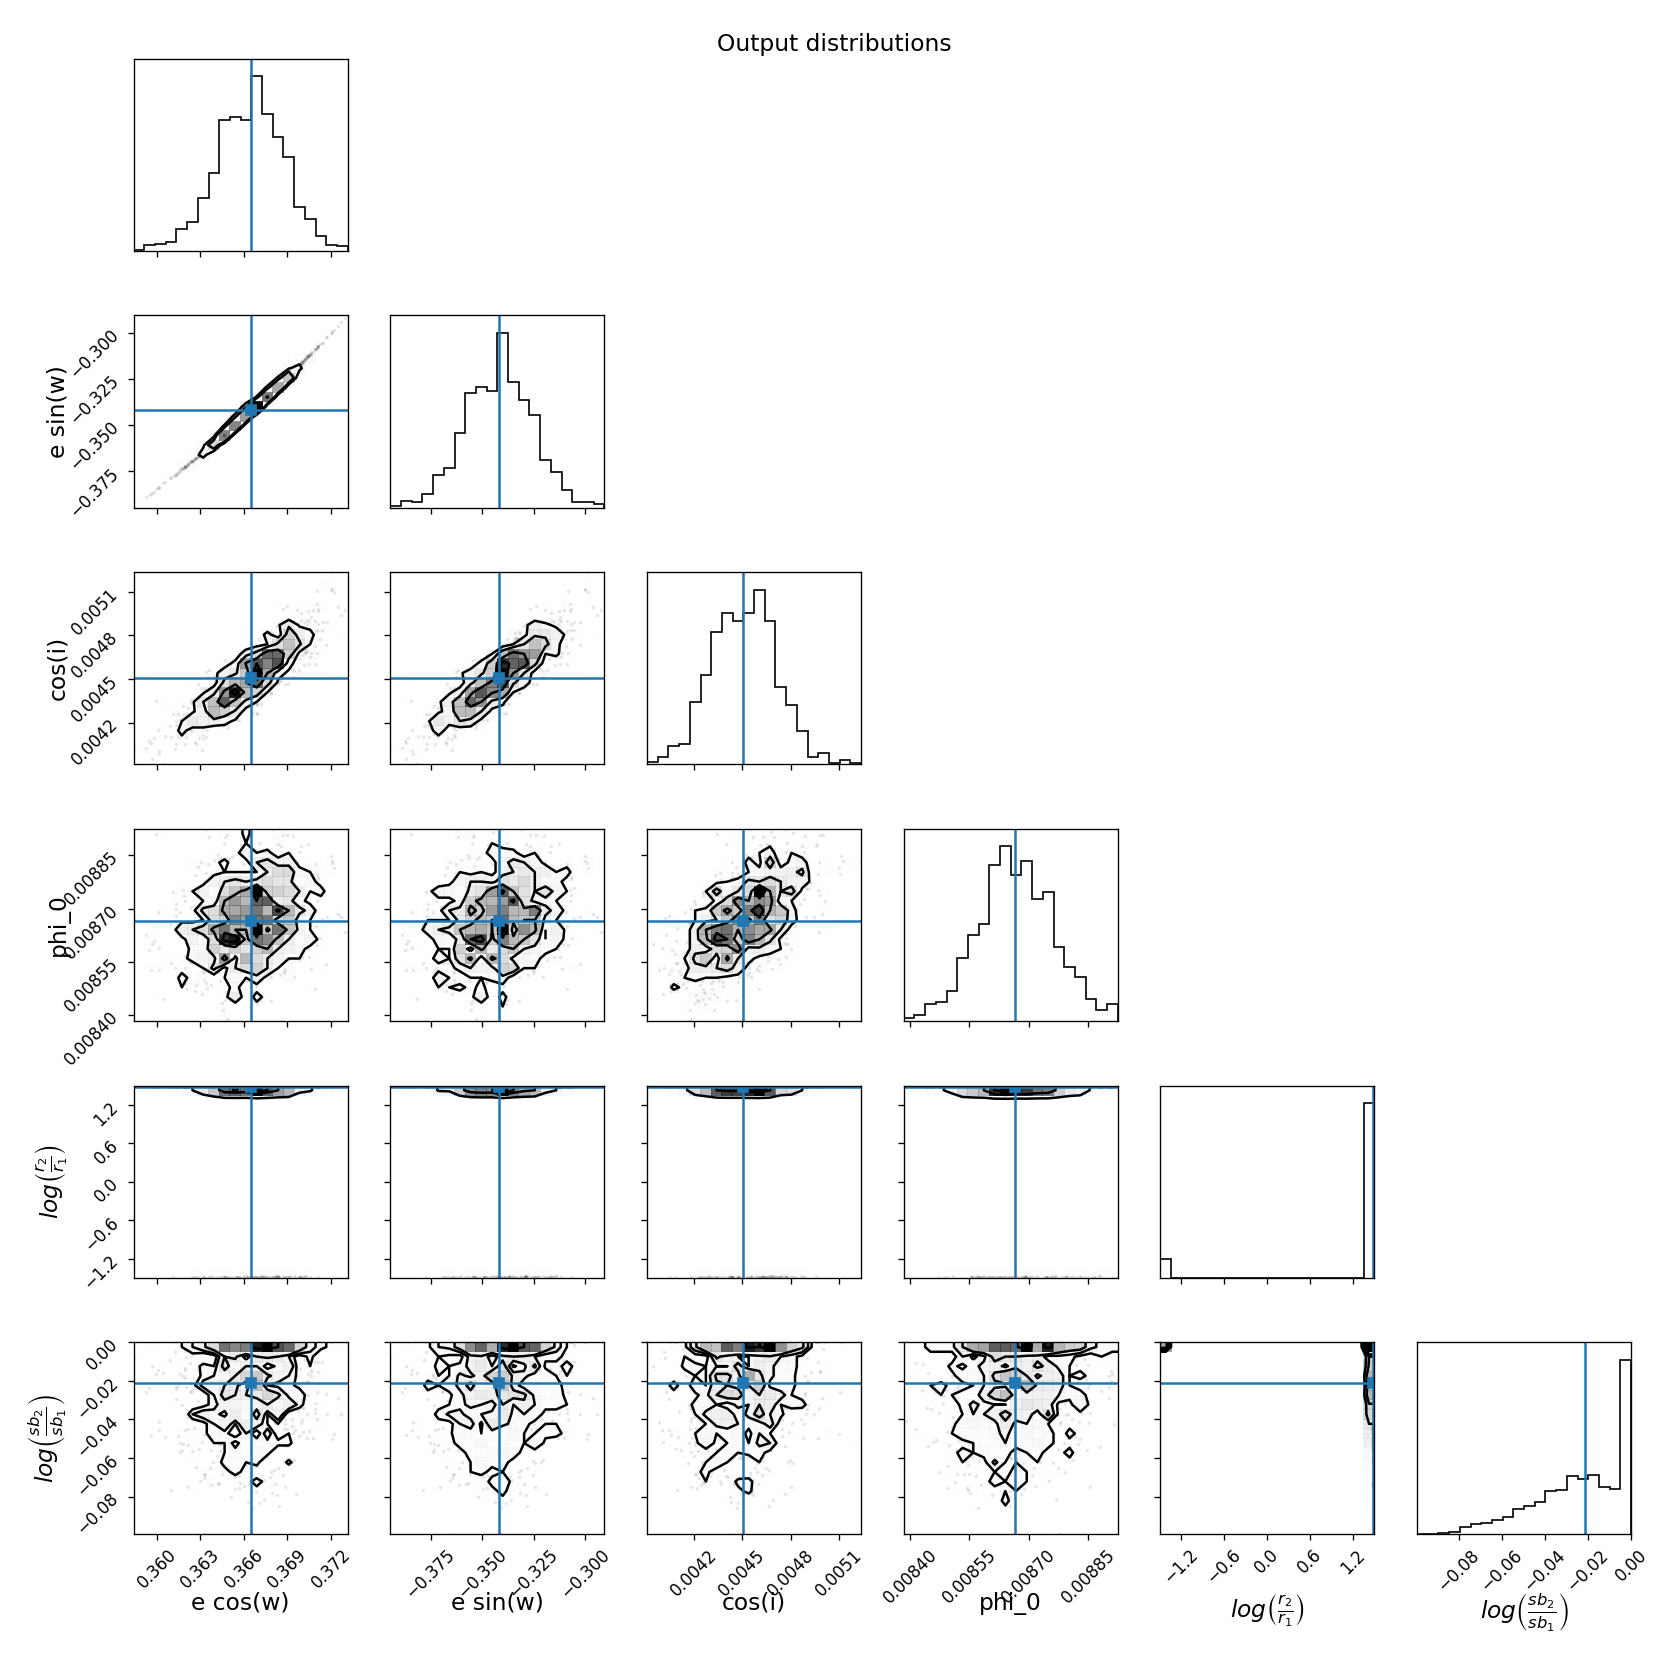 Output distributions
e sin(w)
−0.300
−0.325
−0.350
−0.375
cos(i)
0.0051
0.0048
0.0045
0.0042
phi_0
0.00885
0.00870
0.00855
0.00840
log(r2/r1)
1.2
0.6
0.0
−0.6
−1.2
log(sb2/sb1)
0.00
−0.02
−0.04
−0.06
−0.08
0.360 0.363 0.366 0.369 0.372 −0.375 −0.350 −0.325 −0.300 0.0042 0.0045 0.0048 0.0051 0.00840 0.00855 0.00870 0.00885 −1.2 −0.6 0.0 0.6 1.2 −0.08 −0.06 −0.04 −0.02 0.00
e cos(w) e sin(w) cos(i) phi_0 log(r2/r1) log(sb2/sb1)